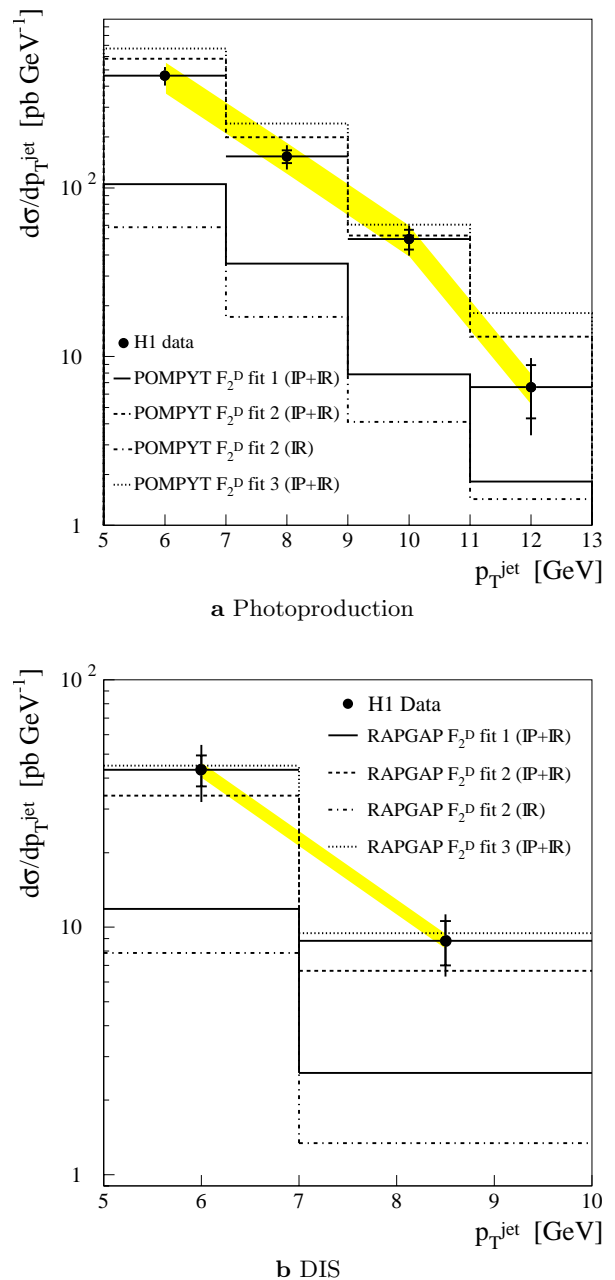 dσ/dp_T^jet [pb GeV^-1]
10^2
10
1
H1 data
POMPYT F_2^D fit 1 (IP+IR)
POMPYT F_2^D fit 2 (IP+IR)
POMPYT F_2^D fit 2 (IR)
POMPYT F_2^D fit 3 (IP+IR)
5 6 7 8 9 10 11 12 13
p_T^jet [GeV]
a Photoproduction
dσ/dp_T^jet [pb GeV^-1]
10^2
10
1
H1 Data
RAPGAP F_2^D fit 1 (IP+IR)
RAPGAP F_2^D fit 2 (IP+IR)
RAPGAP F_2^D fit 2 (IR)
RAPGAP F_2^D fit 3 (IP+IR)
5 6 7 8 9 10
p_T^jet [GeV]
b DIS